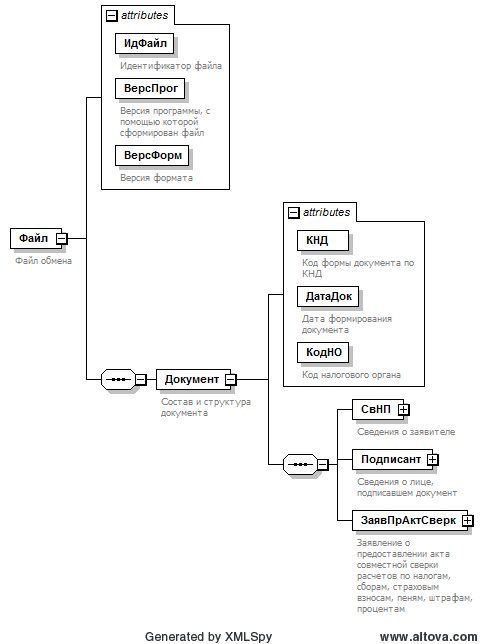 attributes
ИдФайл
Идентификатор файла
ВерсПрог
Версия программы, с
помощью которой
сформирован файл
ВерсФорм
Версия формата
Файл
Файл обмена
attributes
КНД
Код формы документа по
КНД
ДатаДок
Дата формирования
документа
КодНО
Код налогового органа
Документ
Состав и структура
документа
СвНП
Сведения о заявителе
Подписант
Сведения о лице,
подписавшем документ
ЗаявПрАктСверк
Заявление о
предоставлении акта
совместной сверки
расчетов по налогам,
сборам, страховым
взносам, пеням, штрафам,
процентам
Generated by XMLSpy
www.altova.com